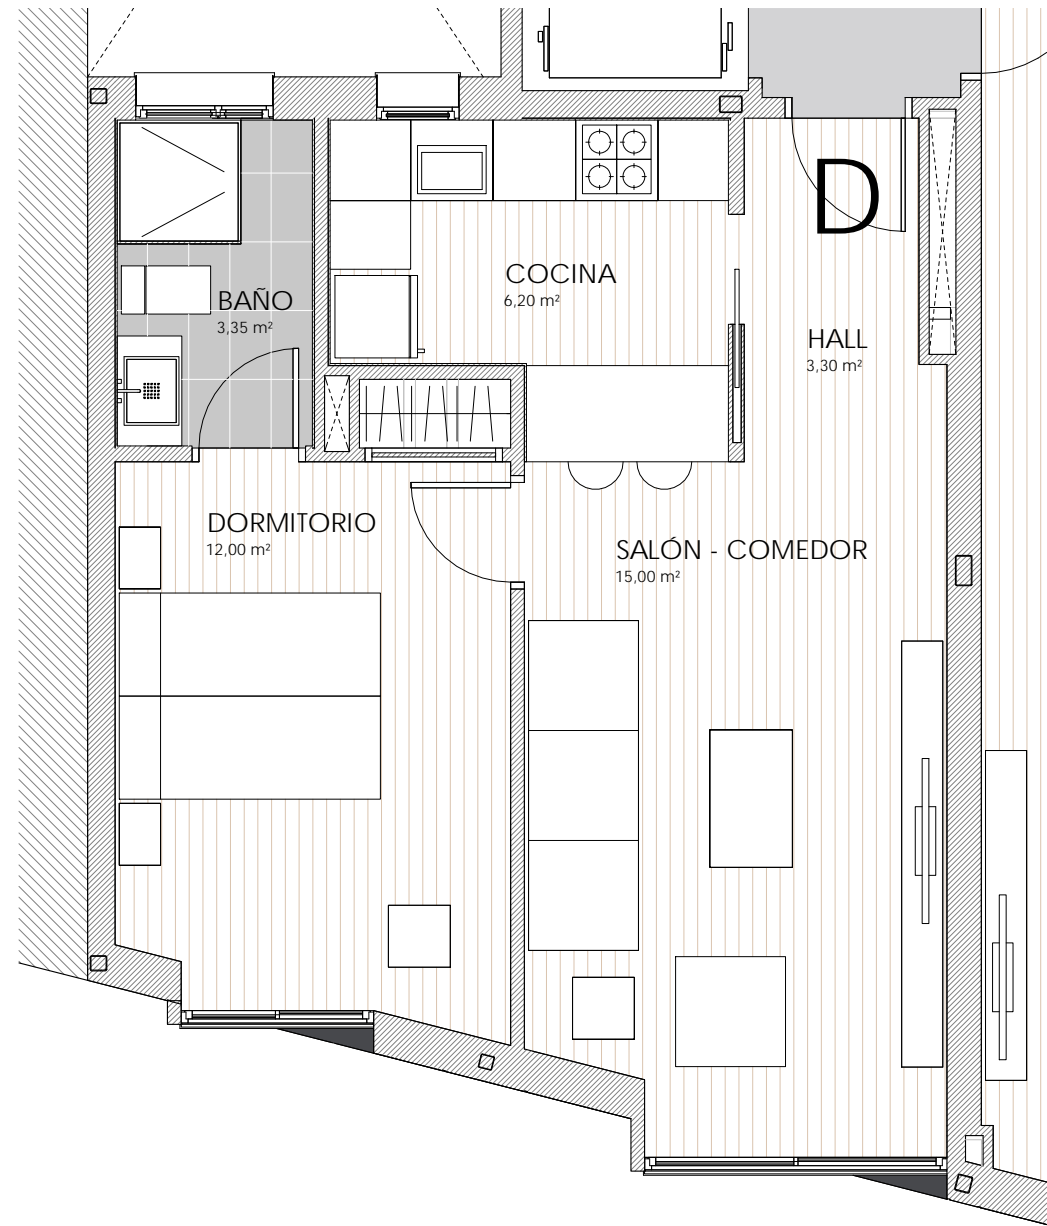 D
COCINA
6,20 m²
BAÑO
3,35 m²
HALL
3,30 m²
DORMITORIO
12,00 m²
SALÓN - COMEDOR
15,00 m²